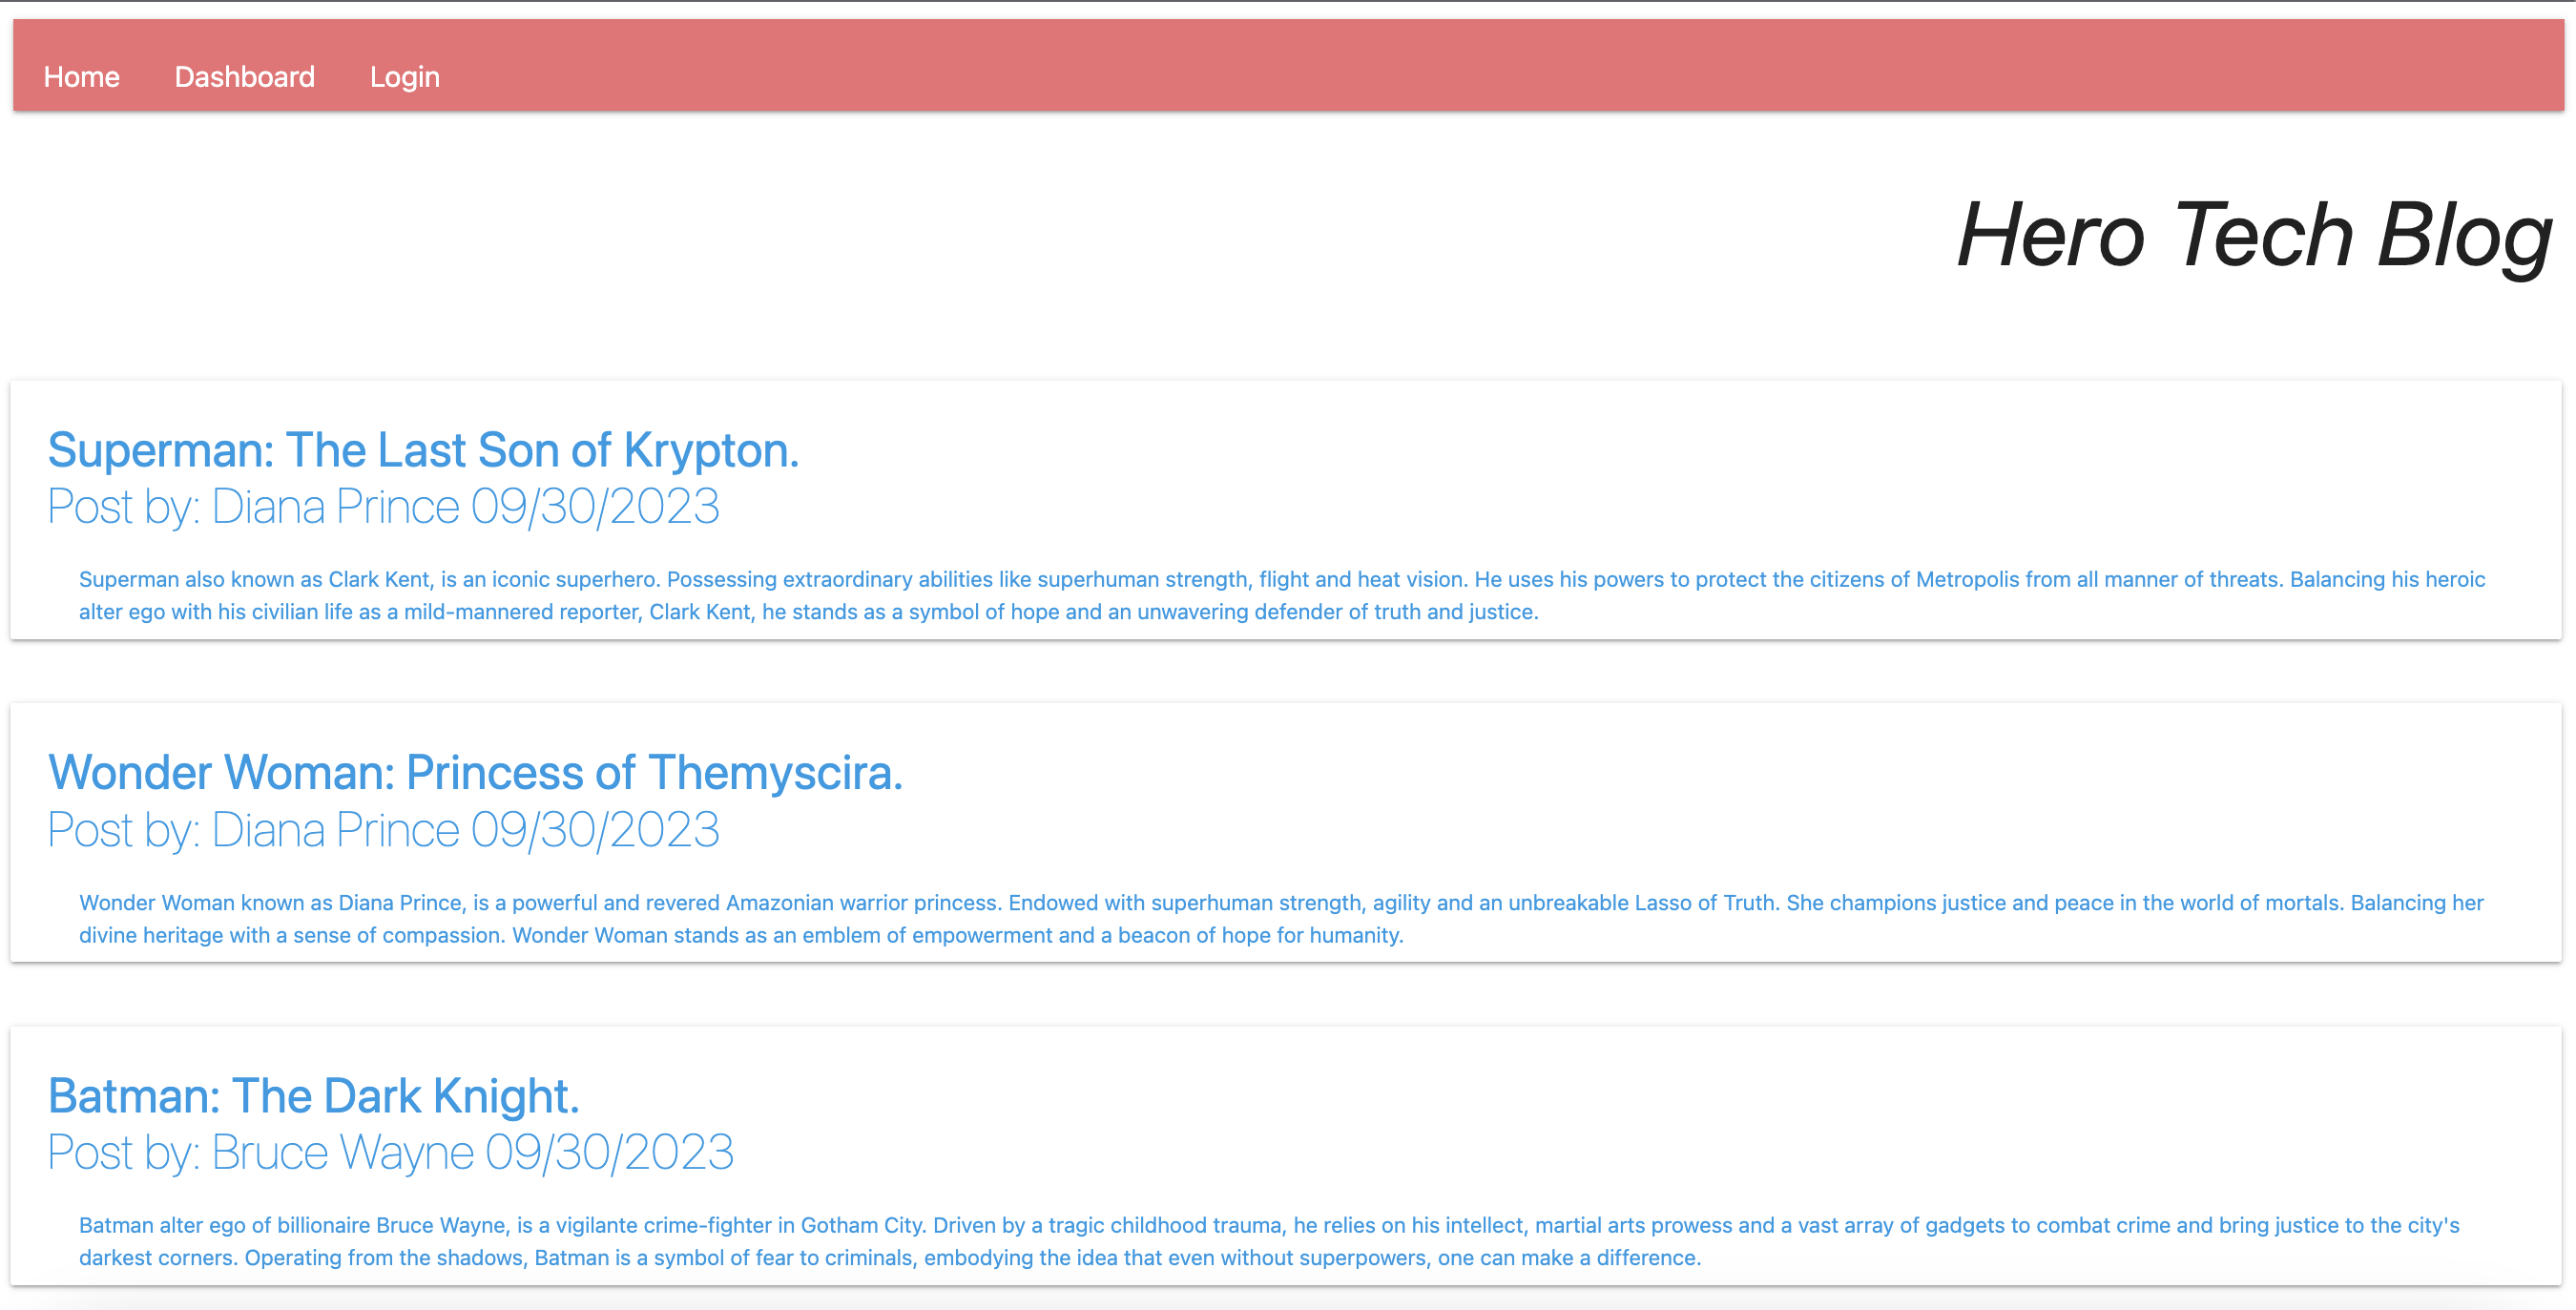 Home Dashboard Login
Hero Tech Blog
Superman: The Last Son of Krypton.
Post by: Diana Prince 09/30/2023
Superman also known as Clark Kent, is an iconic superhero. Possessing extraordinary abilities like superhuman strength, flight and heat vision. He uses his powers to protect the citizens of Metropolis from all manner of threats. Balancing his heroic
alter ego with his civilian life as a mild-mannered reporter, Clark Kent, he stands as a symbol of hope and an unwavering defender of truth and justice.
Wonder Woman: Princess of Themyscira.
Post by: Diana Prince 09/30/2023
Wonder Woman known as Diana Prince, is a powerful and revered Amazonian warrior princess. Endowed with superhuman strength, agility and an unbreakable Lasso of Truth. She champions justice and peace in the world of mortals. Balancing her
divine heritage with a sense of compassion. Wonder Woman stands as an emblem of empowerment and a beacon of hope for humanity.
Batman: The Dark Knight.
Post by: Bruce Wayne 09/30/2023
Batman alter ego of billionaire Bruce Wayne, is a vigilante crime-fighter in Gotham City. Driven by a tragic childhood trauma, he relies on his intellect, martial arts prowess and a vast array of gadgets to combat crime and bring justice to the city's
darkest corners. Operating from the shadows, Batman is a symbol of fear to criminals, embodying the idea that even without superpowers, one can make a difference.